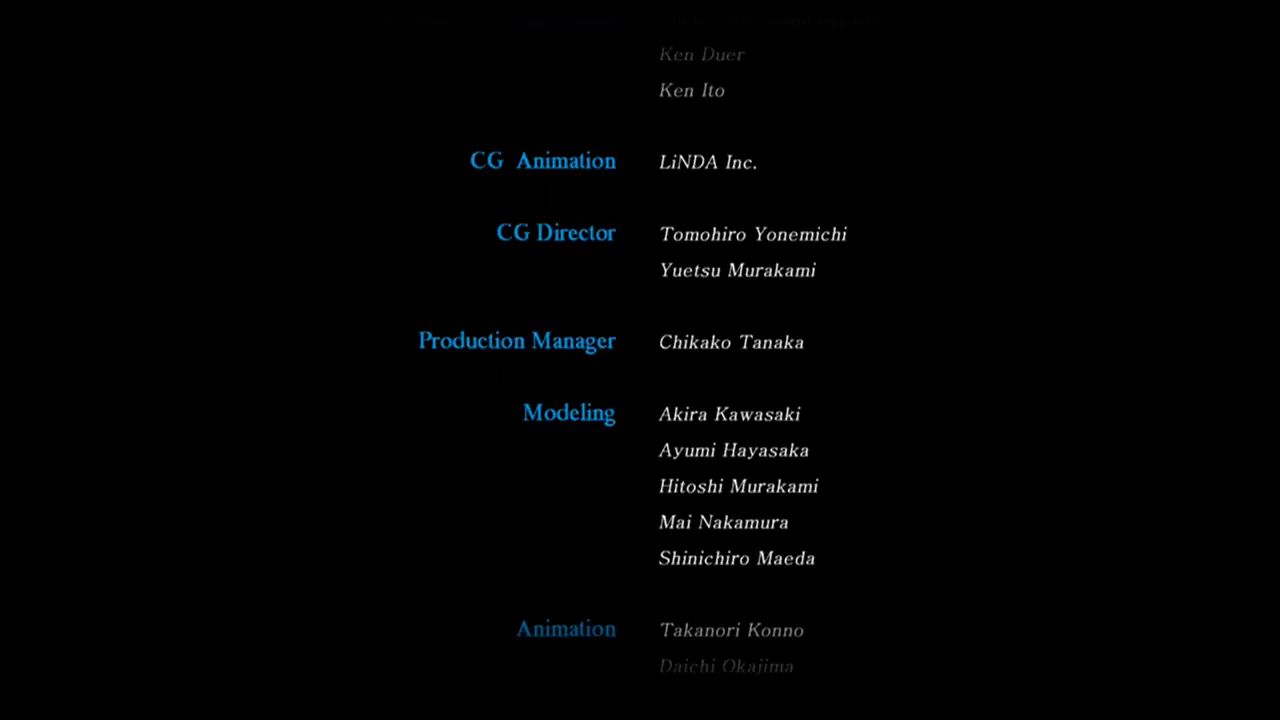 Ken Duer
Ken Ito
CG Animation LiNDA Inc.
CG Director Tomohiro Yonemichi
Yuetsu Murakami
Production Manager Chikako Tanaka
Modeling Akira Kawasaki
Ayumi Hayasaka
Hitoshi Murakami
Mai Nakamura
Shinichiro Maeda
Animation Takanori Konno
Daichi Okajima